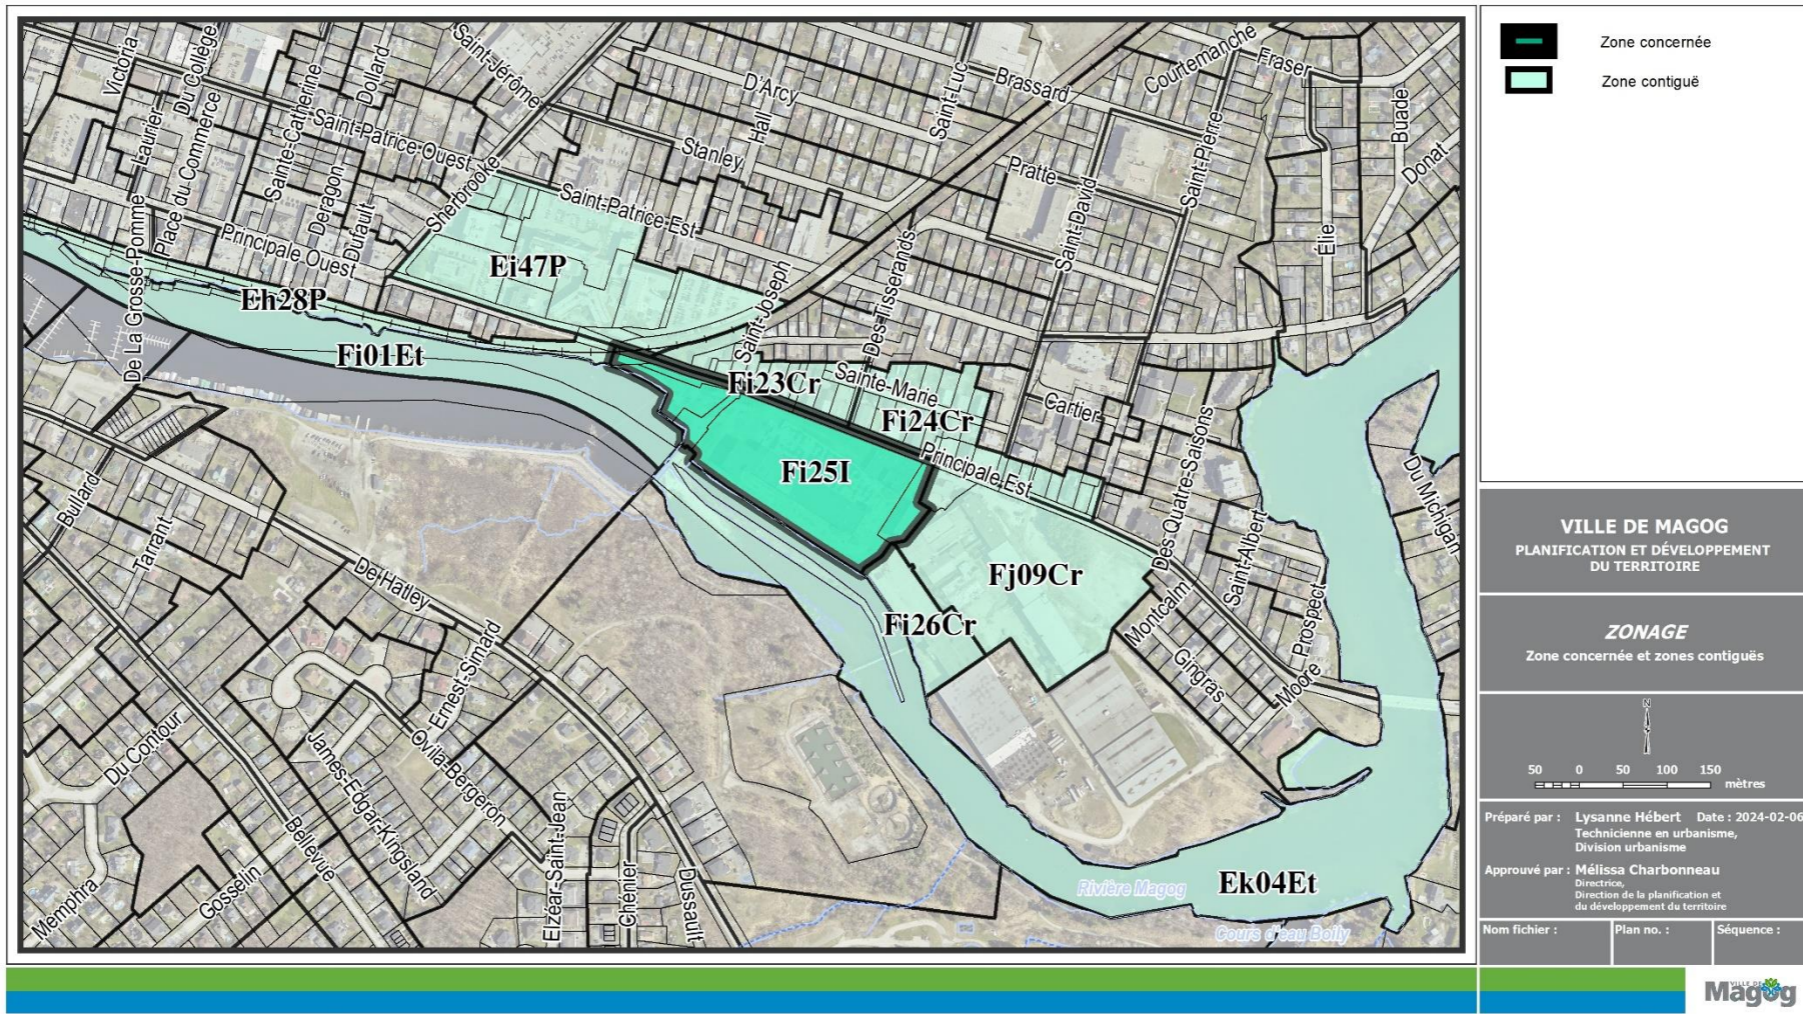 Victoria
Laurier
Du Collège
Place du Commerce
Sainte-Catherine
Dollard
Saint-Jérôme
Saint-Patrice Ouest
Deragon
Dufault
Sherbrooke
Principale Ouest
De La Grosse-Pomme
D'Arcy
Hall
Stanley
Saint-Luc
Brassard
Courtemanche
Fraser
Buade
Donat
Élie
Pratte
Saint-David
Saint-Pierre
Saint-Patrice Est
Saint-Joseph
Des Tisserands
Ei47P
Eh28P
Fi01Et
Fi23Cr
Sainte-Marie
Fi24Cr
Cartier
Principale Est
Fi25I
Fj09Cr
Fi26Cr
Des-Quatre-Saisons
Saint-Albert
Prospect
Montcalm
Gingras
Moore
Du Michigan
Bullard
Tarrant
De Hatley
Ernest-Simard
Ovila-Bergeron
James-Edgar-Kingsland
Du Contour
Memphra
Gosselin
Bellevue
Elzéar-Saint-Jean
Chénier
Dussault
Rivière Magog
Ek04Et
Cours d'eau Boily
Zone concernée
Zone contiguë
VILLE DE MAGOG
PLANIFICATION ET DÉVELOPPEMENT
DU TERRITOIRE
ZONAGE
Zone concernée et zones contiguës
N
50 0 50 100 150
mètres
Préparé par : Lysanne Hébert Date : 2024-02-06
Technicienne en urbanisme,
Division urbanisme
Approuvé par : Mélissa Charbonneau
Directrice,
Direction de la planification et
du développement du territoire
Nom fichier : Plan no. : Séquence :
VILLE DE
Magog